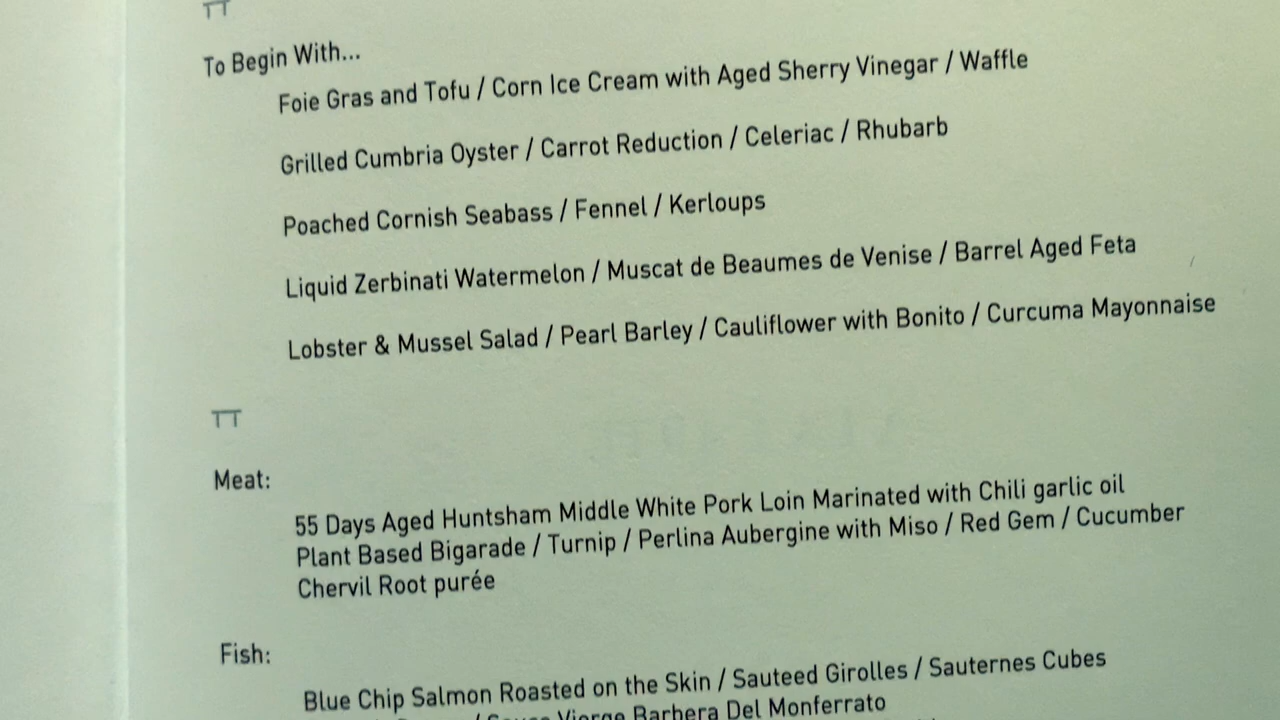 To Begin With...
Foie Gras and Tofu / Corn Ice Cream with Aged Sherry Vinegar / Waffle
Grilled Cumbria Oyster / Carrot Reduction / Celeriac / Rhubarb
Poached Cornish Seabass / Fennel / Kerloups
Liquid Zerbinati Watermelon / Muscat de Beaumes de Venise / Barrel Aged Feta
Lobster & Mussel Salad / Pearl Barley / Cauliflower with Bonito / Curcuma Mayonnaise
Meat:
55 Days Aged Huntsham Middle White Pork Loin Marinated with Chili garlic oil
Plant Based Bigarade / Turnip / Perlina Aubergine with Miso / Red Gem / Cucumber
Chervil Root purée
Fish:
Blue Chip Salmon Roasted on the Skin / Sauteed Girolles / Sauternes Cubes
/ Sauce Vierge Barbera Del Monferrato